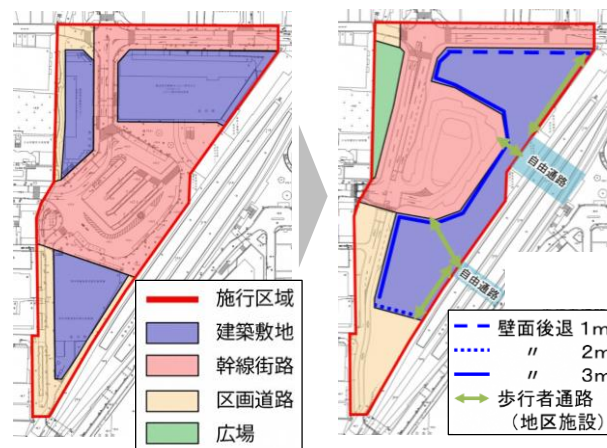 施行区域
建築敷地
幹線街路
区画道路
広場
自由通路
自由通路
壁面後退 1m
〃 2m
〃 3m
歩行者通路
(地区施設)